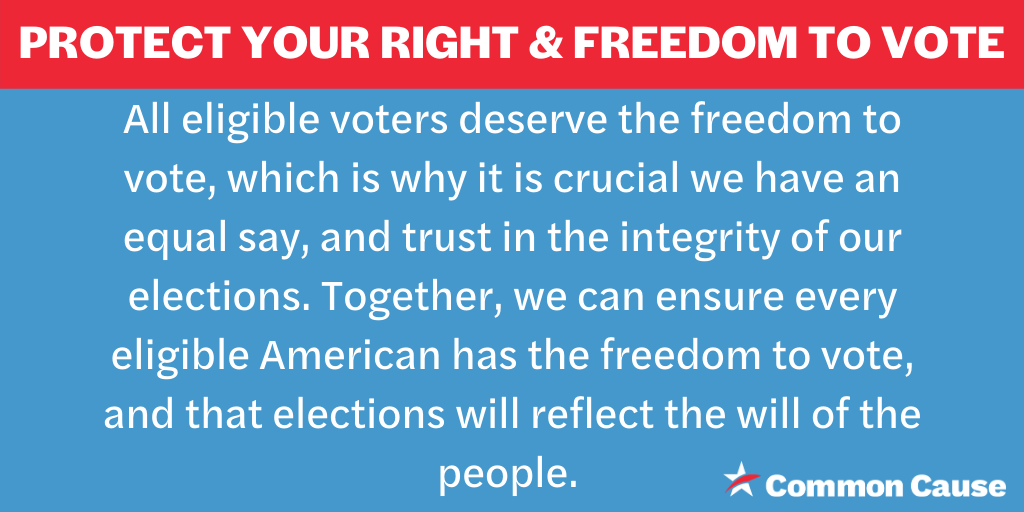 PROTECT YOUR RIGHT & FREEDOM TO VOTE
All eligible voters deserve the freedom to
vote, which is why it is crucial we have an
equal say, and trust in the integrity of our
elections. Together, we can ensure every
eligible American has the freedom to vote,
and that elections will reflect the will of the
people.
Common Cause